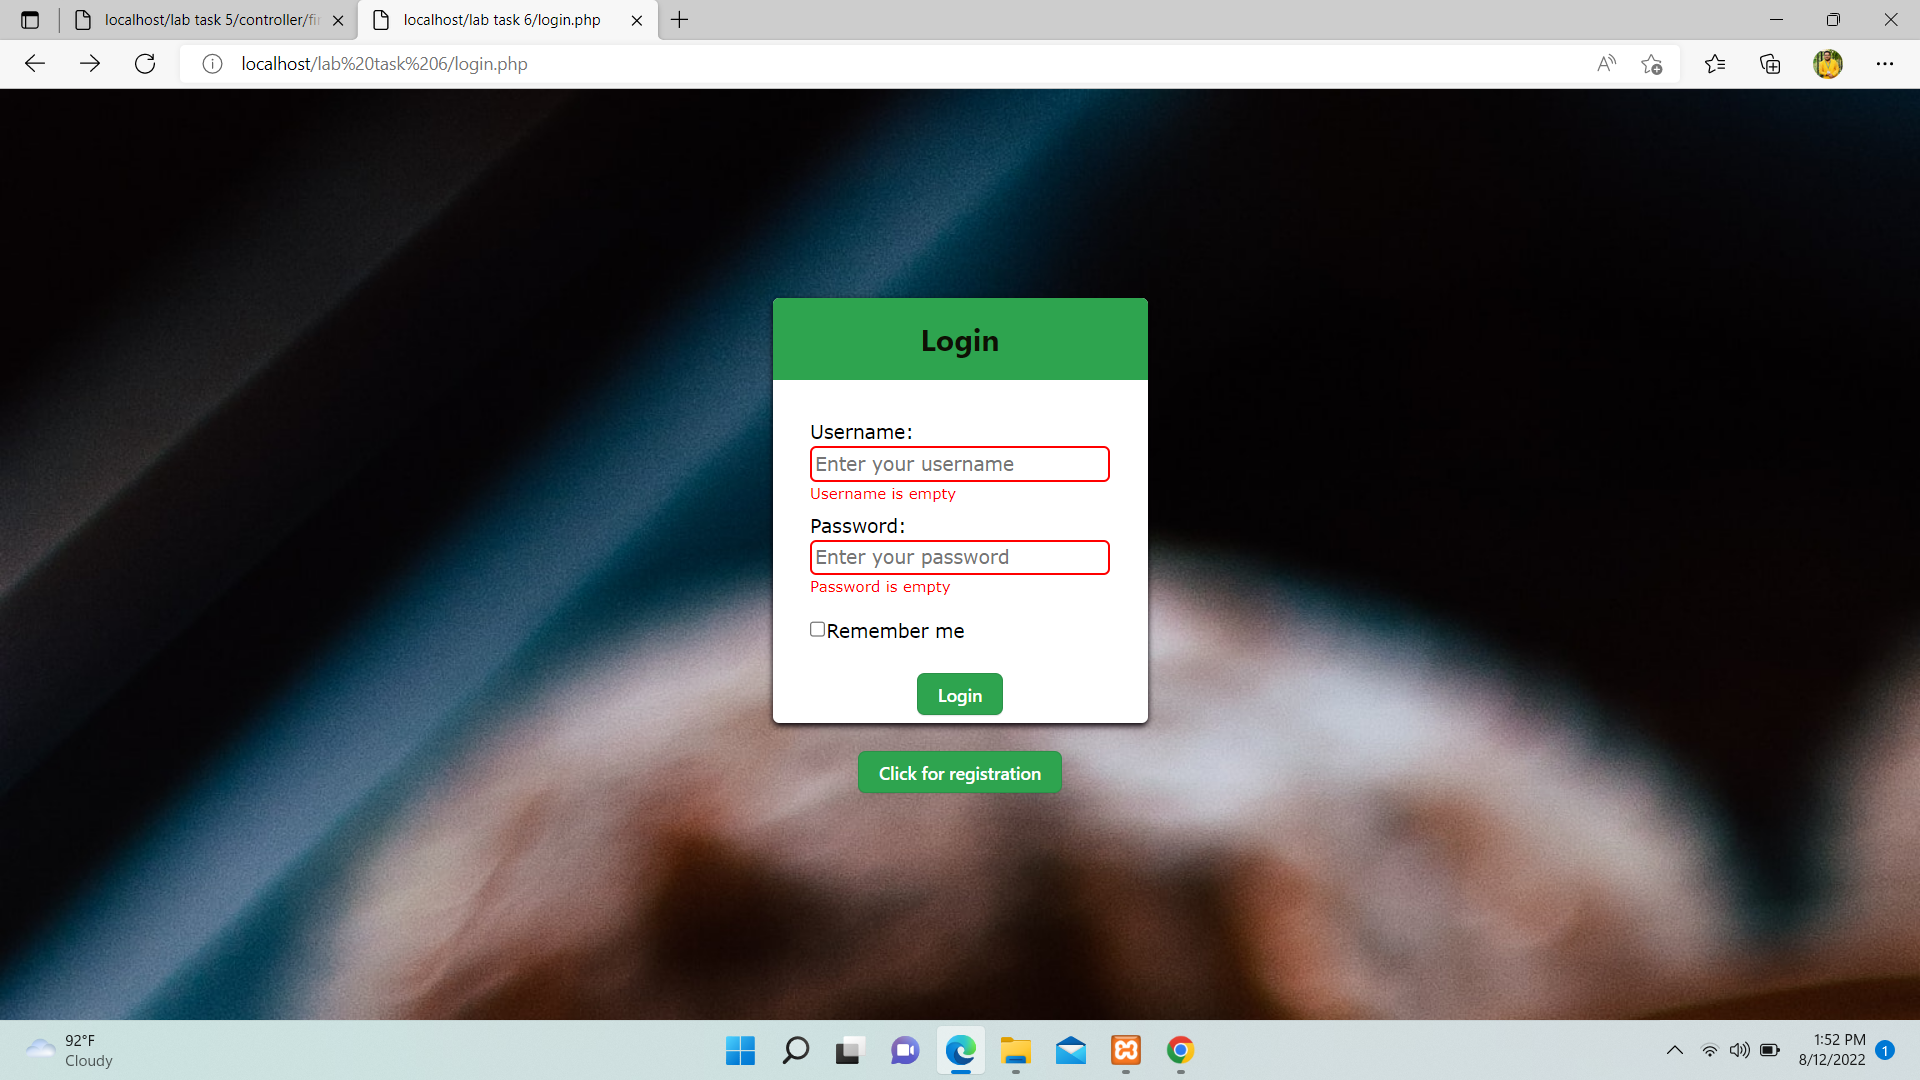 localhost/lab task 5/controller/fi
localhost/lab task 6/login.php
localhost/lab%20task%206/login.php
Login
Username:
Enter your username
Username is empty
Password:
Enter your password
Password is empty
Remember me
Login
Click for registration
92°F
Cloudy
1:52 PM
8/12/2022
1